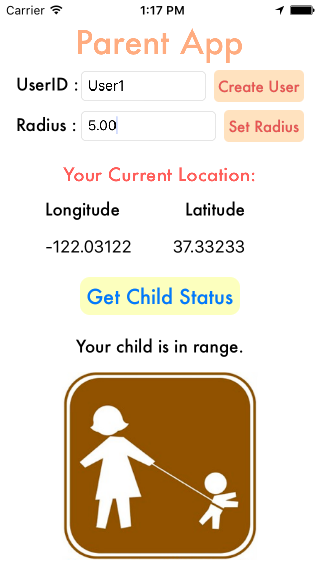 Carrier 1:17 PM
Parent App
UserID : User1 Create User
Radius : 5.00 Set Radius
Your Current Location:
Longitude Latitude
-122.03122 37.33233
Get Child Status
Your child is in range.